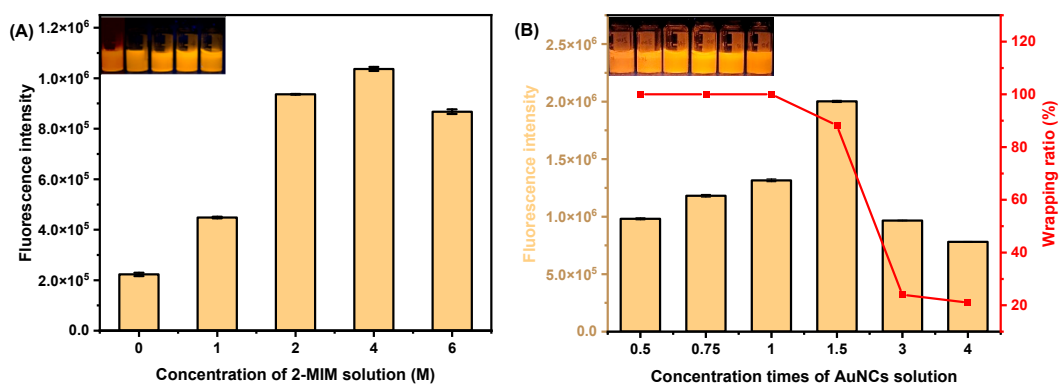 (A)
1.2×10⁶
1.0×10⁶
8.0×10⁵
6.0×10⁵
4.0×10⁵
2.0×10⁵
0.0
Fluorescence intensity
0 1 2 4 6
Concentration of 2-MIM solution (M)
(B)
2.5×10⁶
2.0×10⁶
1.5×10⁶
1.0×10⁶
5.0×10⁵
0.0
Fluorescence intensity
0.5 0.75 1 1.5 3 4
Concentration times of AuNCs solution
120
100
80
60
40
20
Wrapping ratio (%)